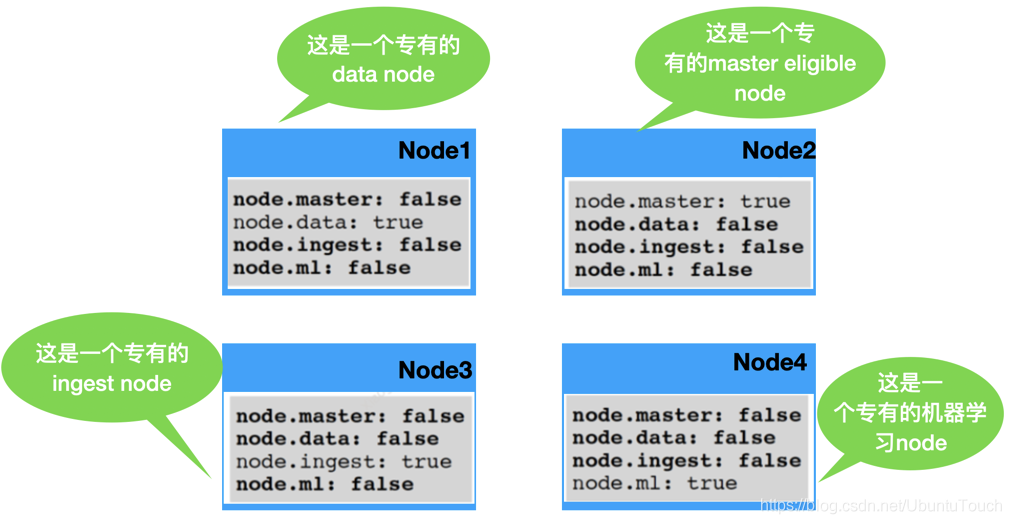 这是一个专有的
data node
这是一个专
有的master eligible
node
Node1
node.master: false
node.data: true
node.ingest: false
node.ml: false
Node2
node.master: true
node.data: false
node.ingest: false
node.ml: false
这是一个专有的
ingest node
Node3
node.master: false
node.data: false
node.ingest: true
node.ml: false
Node4
node.master: false
node.data: false
node.ingest: false
node.ml: true
这是一
个专有的机器学
习node
https://blog.csdn.net/UbuntuTouch